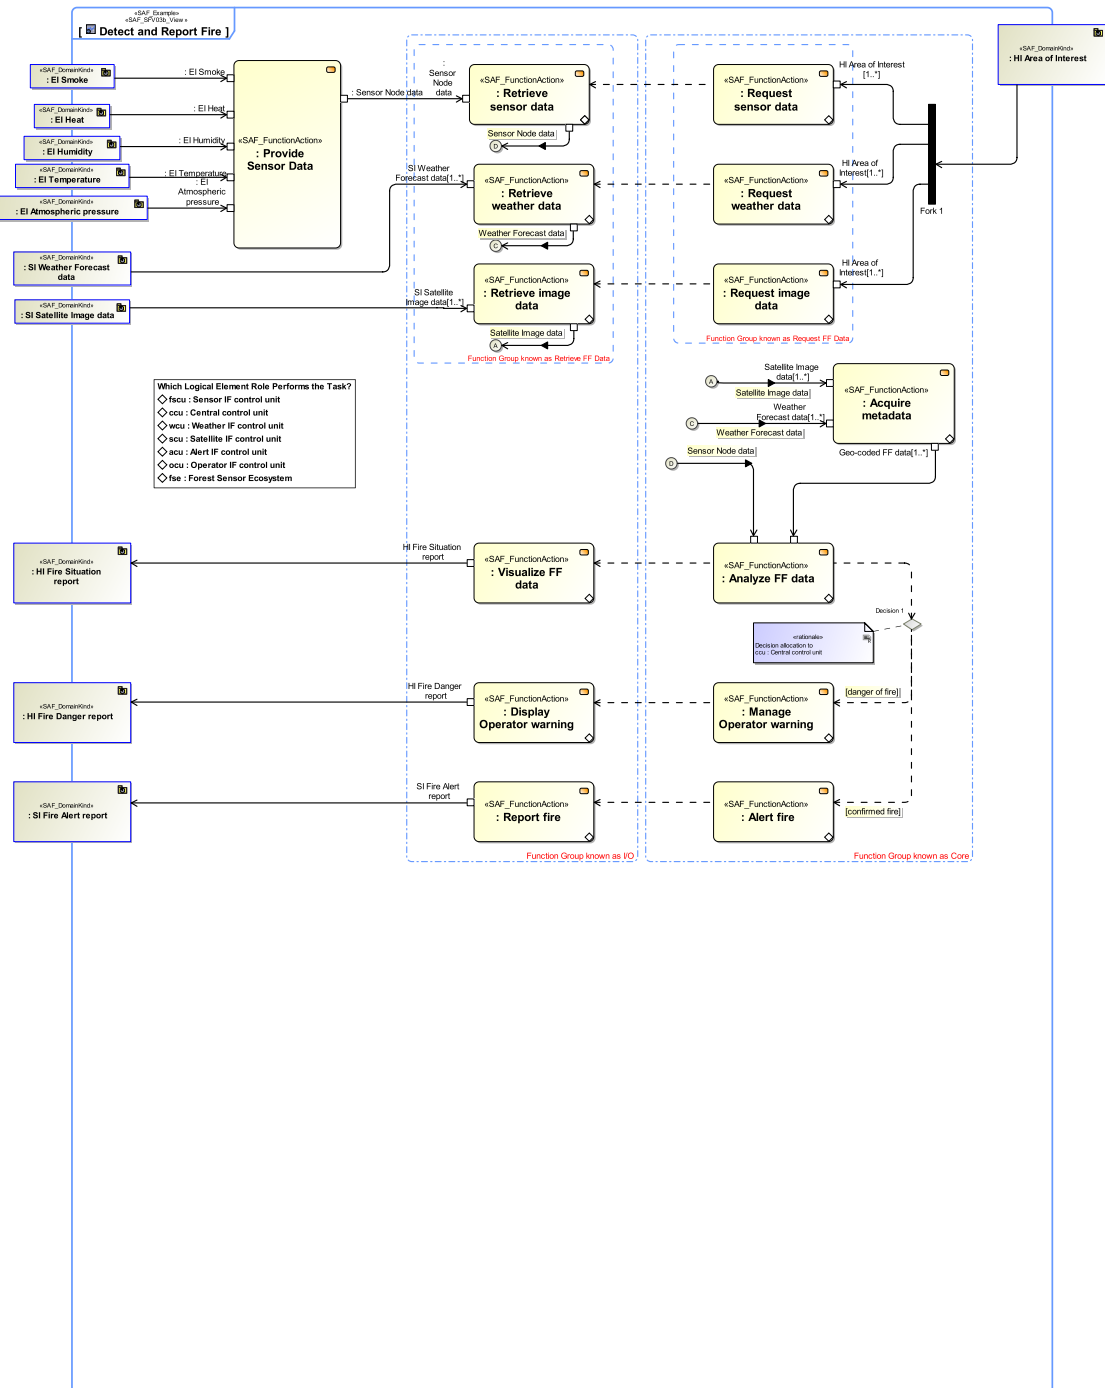 «SAF_Example»
«SAF_SFV03b_View »
[ Detect and Report Fire ]
«SAF_DomainKind»
: HI Area of Interest
«SAF_DomainKind»
: EI Smoke
: EI Smoke
«SAF_DomainKind»
: EI Heat
: EI Heat
«SAF_DomainKind»
: EI Humidity
: EI Humidity
«SAF_DomainKind»
: EI Temperature
: EI Temperature
«SAF_DomainKind»
: EI Atmospheric pressure
: EI
Atmospheric
pressure
«SAF_FunctionAction»
: Provide
Sensor Data
: Sensor Node data
:
Sensor
Node
data
«SAF_FunctionAction»
: Retrieve
sensor data
Sensor Node data
D
«SAF_FunctionAction»
: Request
sensor data
HI Area of Interest
[1..*]
«SAF_DomainKind»
: SI Weather Forecast
data
SI Weather
Forecast data[1..*]
«SAF_FunctionAction»
: Retrieve
weather data
Weather Forecast data
C
«SAF_FunctionAction»
: Request
weather data
HI Area of
Interest[1..*]
Fork 1
«SAF_DomainKind»
: SI Satellite Image data
SI Satellite
Image data[1..*]
«SAF_FunctionAction»
: Retrieve image
data
Satellite Image data
A
«SAF_FunctionAction»
: Request image
data
HI Area of
Interest[1..*]
Function Group known as Retrieve FF Data
Function Group known as Request FF Data
Which Logical Element Role Performs the Task?
fscu : Sensor IF control unit
ccu : Central control unit
wcu : Weather IF control unit
scu : Satellite IF control unit
acu : Alert IF control unit
ocu : Operator IF control unit
fse : Forest Sensor Ecosystem
A
Satellite Image
data[1..*]
Satellite Image data
C
Weather
Forecast data[1..*]
Weather Forecast data
«SAF_FunctionAction»
: Acquire
metadata
Geo-coded FF data[1..*]
D
Sensor Node data
«SAF_DomainKind»
: HI Fire Situation
report
HI Fire Situation
report
«SAF_FunctionAction»
: Visualize FF
data
«SAF_FunctionAction»
: Analyze FF data
Decision 1
«rationale»
Decision allocation to
ccu : Central control unit
«SAF_DomainKind»
: HI Fire Danger report
HI Fire Danger
report
«SAF_FunctionAction»
: Display
Operator warning
«SAF_FunctionAction»
: Manage
Operator warning
[danger of fire]
«SAF_DomainKind»
: SI Fire Alert report
SI Fire Alert
report
«SAF_FunctionAction»
: Report fire
«SAF_FunctionAction»
: Alert fire
[confirmed fire]
Function Group known as I/O
Function Group known as Core